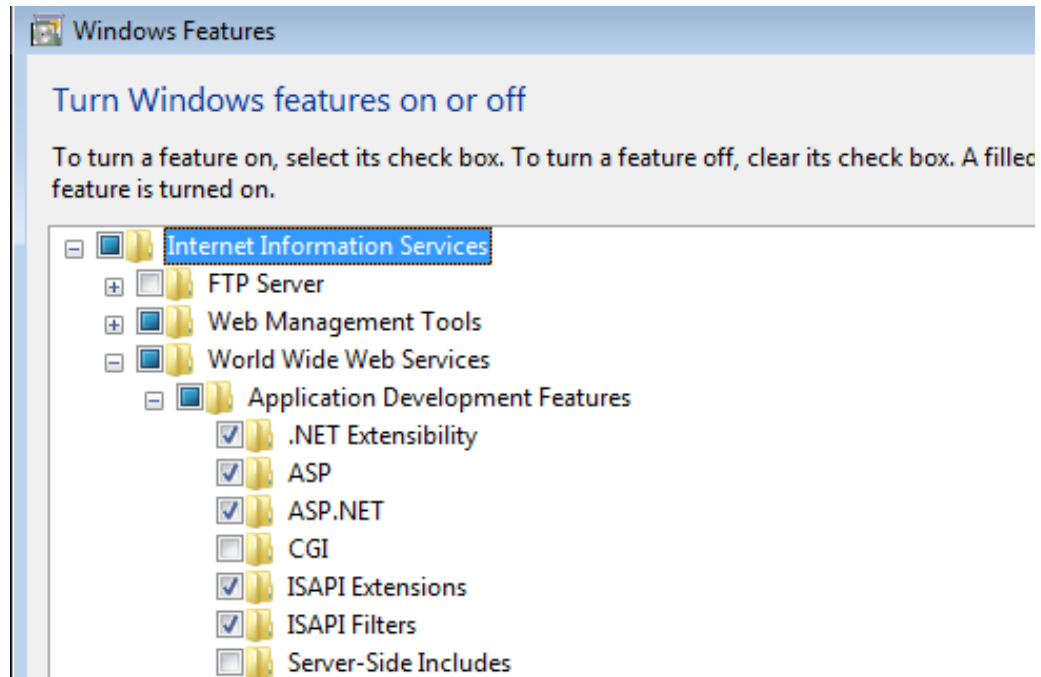 Windows Features
Turn Windows features on or off
To turn a feature on, select its check box. To turn a feature off, clear its check box. A filled
feature is turned on.
Internet Information Services
FTP Server
Web Management Tools
World Wide Web Services
Application Development Features
.NET Extensibility
ASP
ASP.NET
CGI
ISAPI Extensions
ISAPI Filters
Server-Side Includes